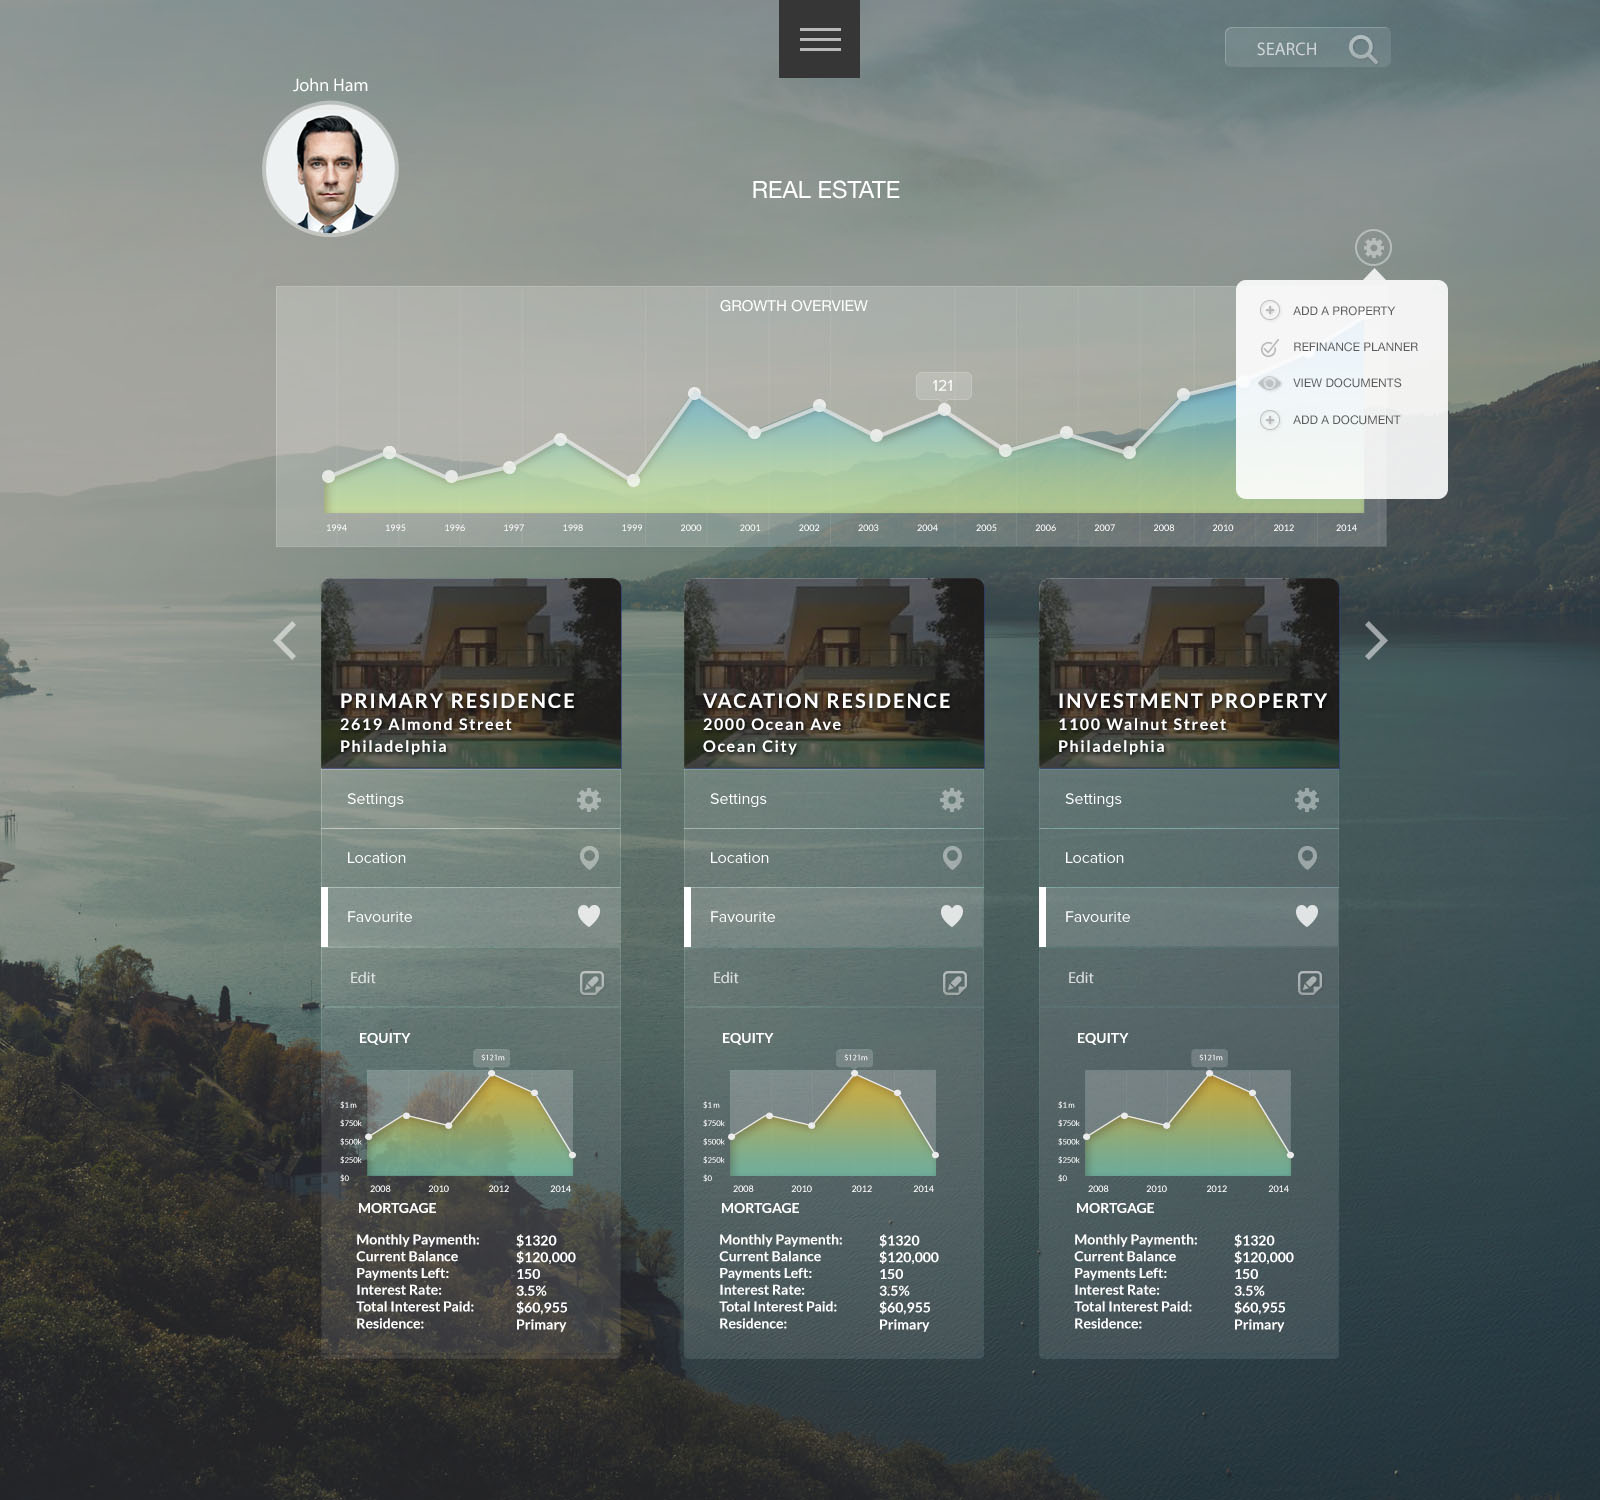 John Ham
SEARCH
REAL ESTATE
ADD A PROPERTY
REFINANCE PLANNER
VIEW DOCUMENTS
ADD A DOCUMENT
GROWTH OVERVIEW
121
1994 1995 1996 1997 1998 1999 2000 2001 2002 2003 2004 2005 2006 2007 2008 2010 2012 2014
PRIMARY RESIDENCE
2619 Almond Street
Philadelphia
Settings
Location
Favourite
Edit
EQUITY
$121m
$1m
$750k
$500k
$250k
$0
2008 2010 2012 2014
MORTGAGE
Monthly Paymenth: $1320
Current Balance $120,000
Payments Left: 150
Interest Rate: 3.5%
Total Interest Paid: $60,955
Residence: Primary
VACATION RESIDENCE
2000 Ocean Ave
Ocean City
Settings
Location
Favourite
Edit
EQUITY
$121m
$1m
$750k
$500k
$250k
$0
2008 2010 2012 2014
MORTGAGE
Monthly Paymenth: $1320
Current Balance $120,000
Payments Left: 150
Interest Rate: 3.5%
Total Interest Paid: $60,955
Residence: Primary
INVESTMENT PROPERTY
1100 Walnut Street
Philadelphia
Settings
Location
Favourite
Edit
EQUITY
$121m
$1m
$750k
$500k
$250k
$0
2008 2010 2012 2014
MORTGAGE
Monthly Paymenth: $1320
Current Balance $120,000
Payments Left: 150
Interest Rate: 3.5%
Total Interest Paid: $60,955
Residence: Primary